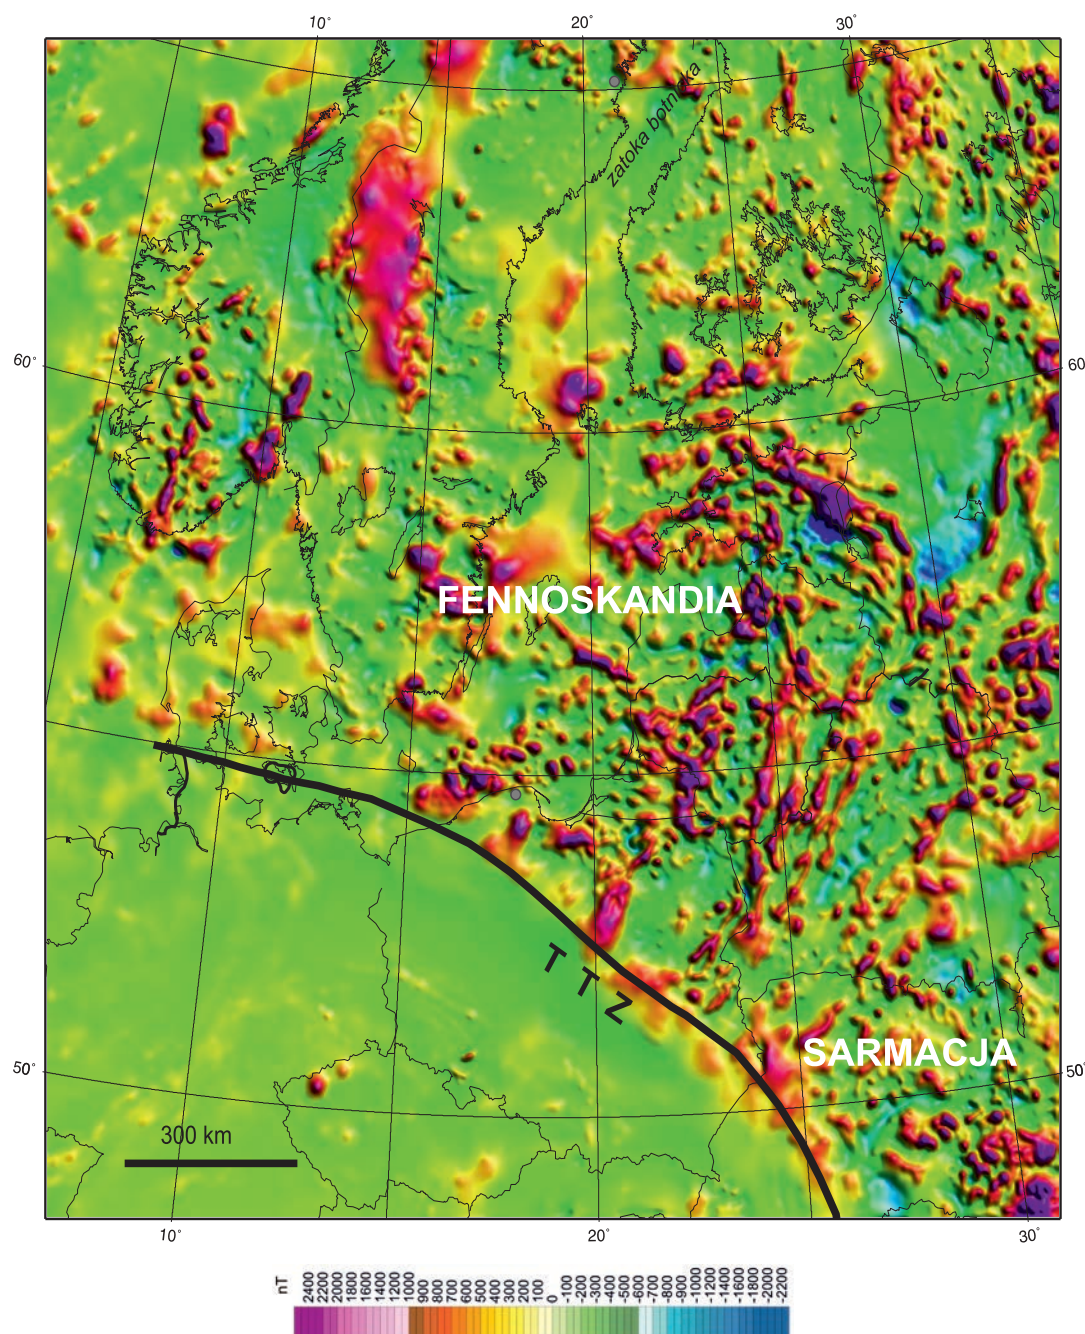 10° 20° 30°
zatoka botnicka
60° 60
FENNOSKANDIA
T T Z
SARMACJA
50° 50°
300 km
10° 20° 30°
nT 2400 2200 2000 1800 1600 1400 1200 1000 900 800 700 600 500 400 300 200 100 0 -100 -200 -300 -400 -500 -600 -700 -800 -900 -1000 -1200 -1400 -1600 -1800 -2000 -2200